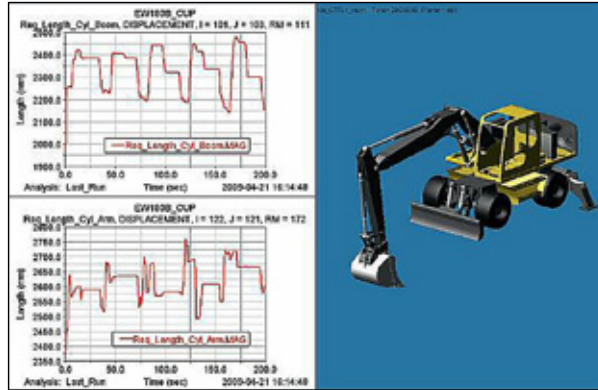 EW180B_CUP
Req_Length_Cyl_Boom, DISPLACEMENT, I = 101, J = 103, RM = 111
2500.0
2400.0
2300.0
2200.0
2100.0
2000.0
1900.0
Length (mm)
Req_Length_Cyl_Boom.MAG
0.0 50.0 100.0 150.0 200.0
Analysis: Last_Run Time (sec) 2009-04-21 16:14:48
EW180B_CUP
Req_Length_Cyl_Arm, DISPLACEMENT, I = 122, J = 121, RM = 172
2800.0
2750.0
2700.0
2650.0
2600.0
2550.0
2500.0
2450.0
2400.0
2350.0
Length (mm)
Req_Length_Cyl_Arm.MAG
0.0 50.0 100.0 150.0 200.0
Analysis: Last_Run Time (sec) 2009-04-21 16:14:48